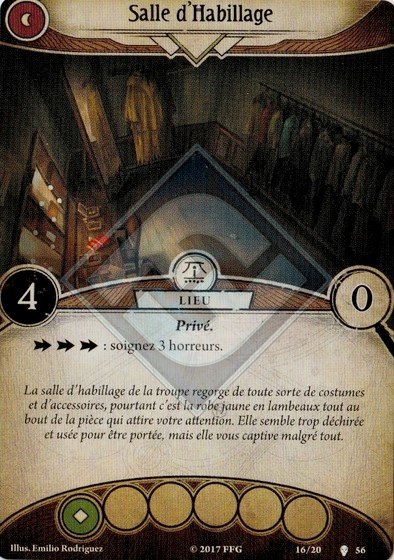 Salle d'Habillage
4
LIEU
0
Privé.
: soignez 3 horreurs.
La salle d'habillage de la troupe regorge de toute sorte de costumes
et d'accessoires, pourtant c'est la robe jaune en lambeaux tout au
bout de la pièce qui attire votre attention. Elle semble trop déchirée
et usée pour être portée, mais elle vous captive malgré tout.
Illus. Emilio Rodriguez © 2017 FFG 16/20 56